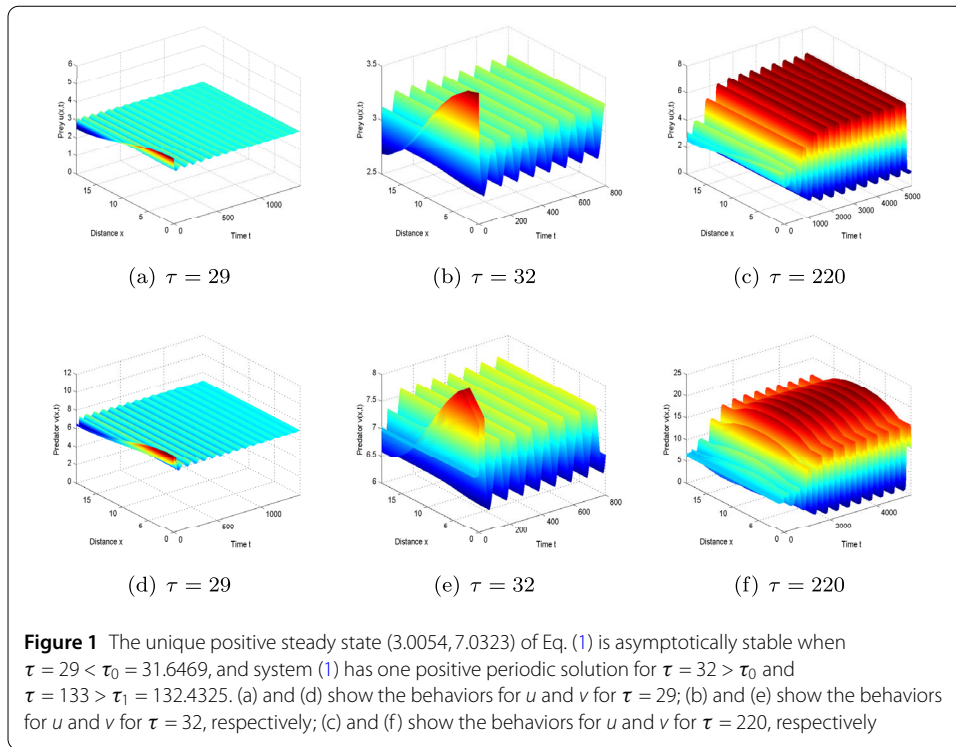 6
5
4
3
2
1
0
Prey u(x,t)
15
10
5
0
Distance x
0
500
1000
Time t
(a) τ = 29
3.5
3
2.5
Prey u(x,t)
15
10
5
0
Distance x
0
200
400
600
800
Time t
(b) τ = 32
8
6
4
2
0
Prey u(x,t)
15
10
5
0
Distance x
0
1000
2000
3000
4000
5000
Time t
(c) τ = 220
12
10
8
6
4
2
0
Predator v(x,t)
15
10
5
0
Distance x
0
500
1000
Time t
(d) τ = 29
8
7.5
7
6.5
6
Predator v(x,t)
15
10
5
0
Distance x
0
200
400
600
800
Time t
(e) τ = 32
25
20
15
10
5
0
Predator v(x,t)
15
10
5
0
Distance x
0
2000
4000
Time t
(f) τ = 220
Figure 1 The unique positive steady state (3.0054, 7.0323) of Eq. (1) is asymptotically stable when
τ = 29 < τ₀ = 31.6469, and system (1) has one positive periodic solution for τ = 32 > τ₀ and
τ = 133 > τ₁ = 132.4325. (a) and (d) show the behaviors for u and v for τ = 29; (b) and (e) show the behaviors
for u and v for τ = 32, respectively; (c) and (f) show the behaviors for u and v for τ = 220, respectively